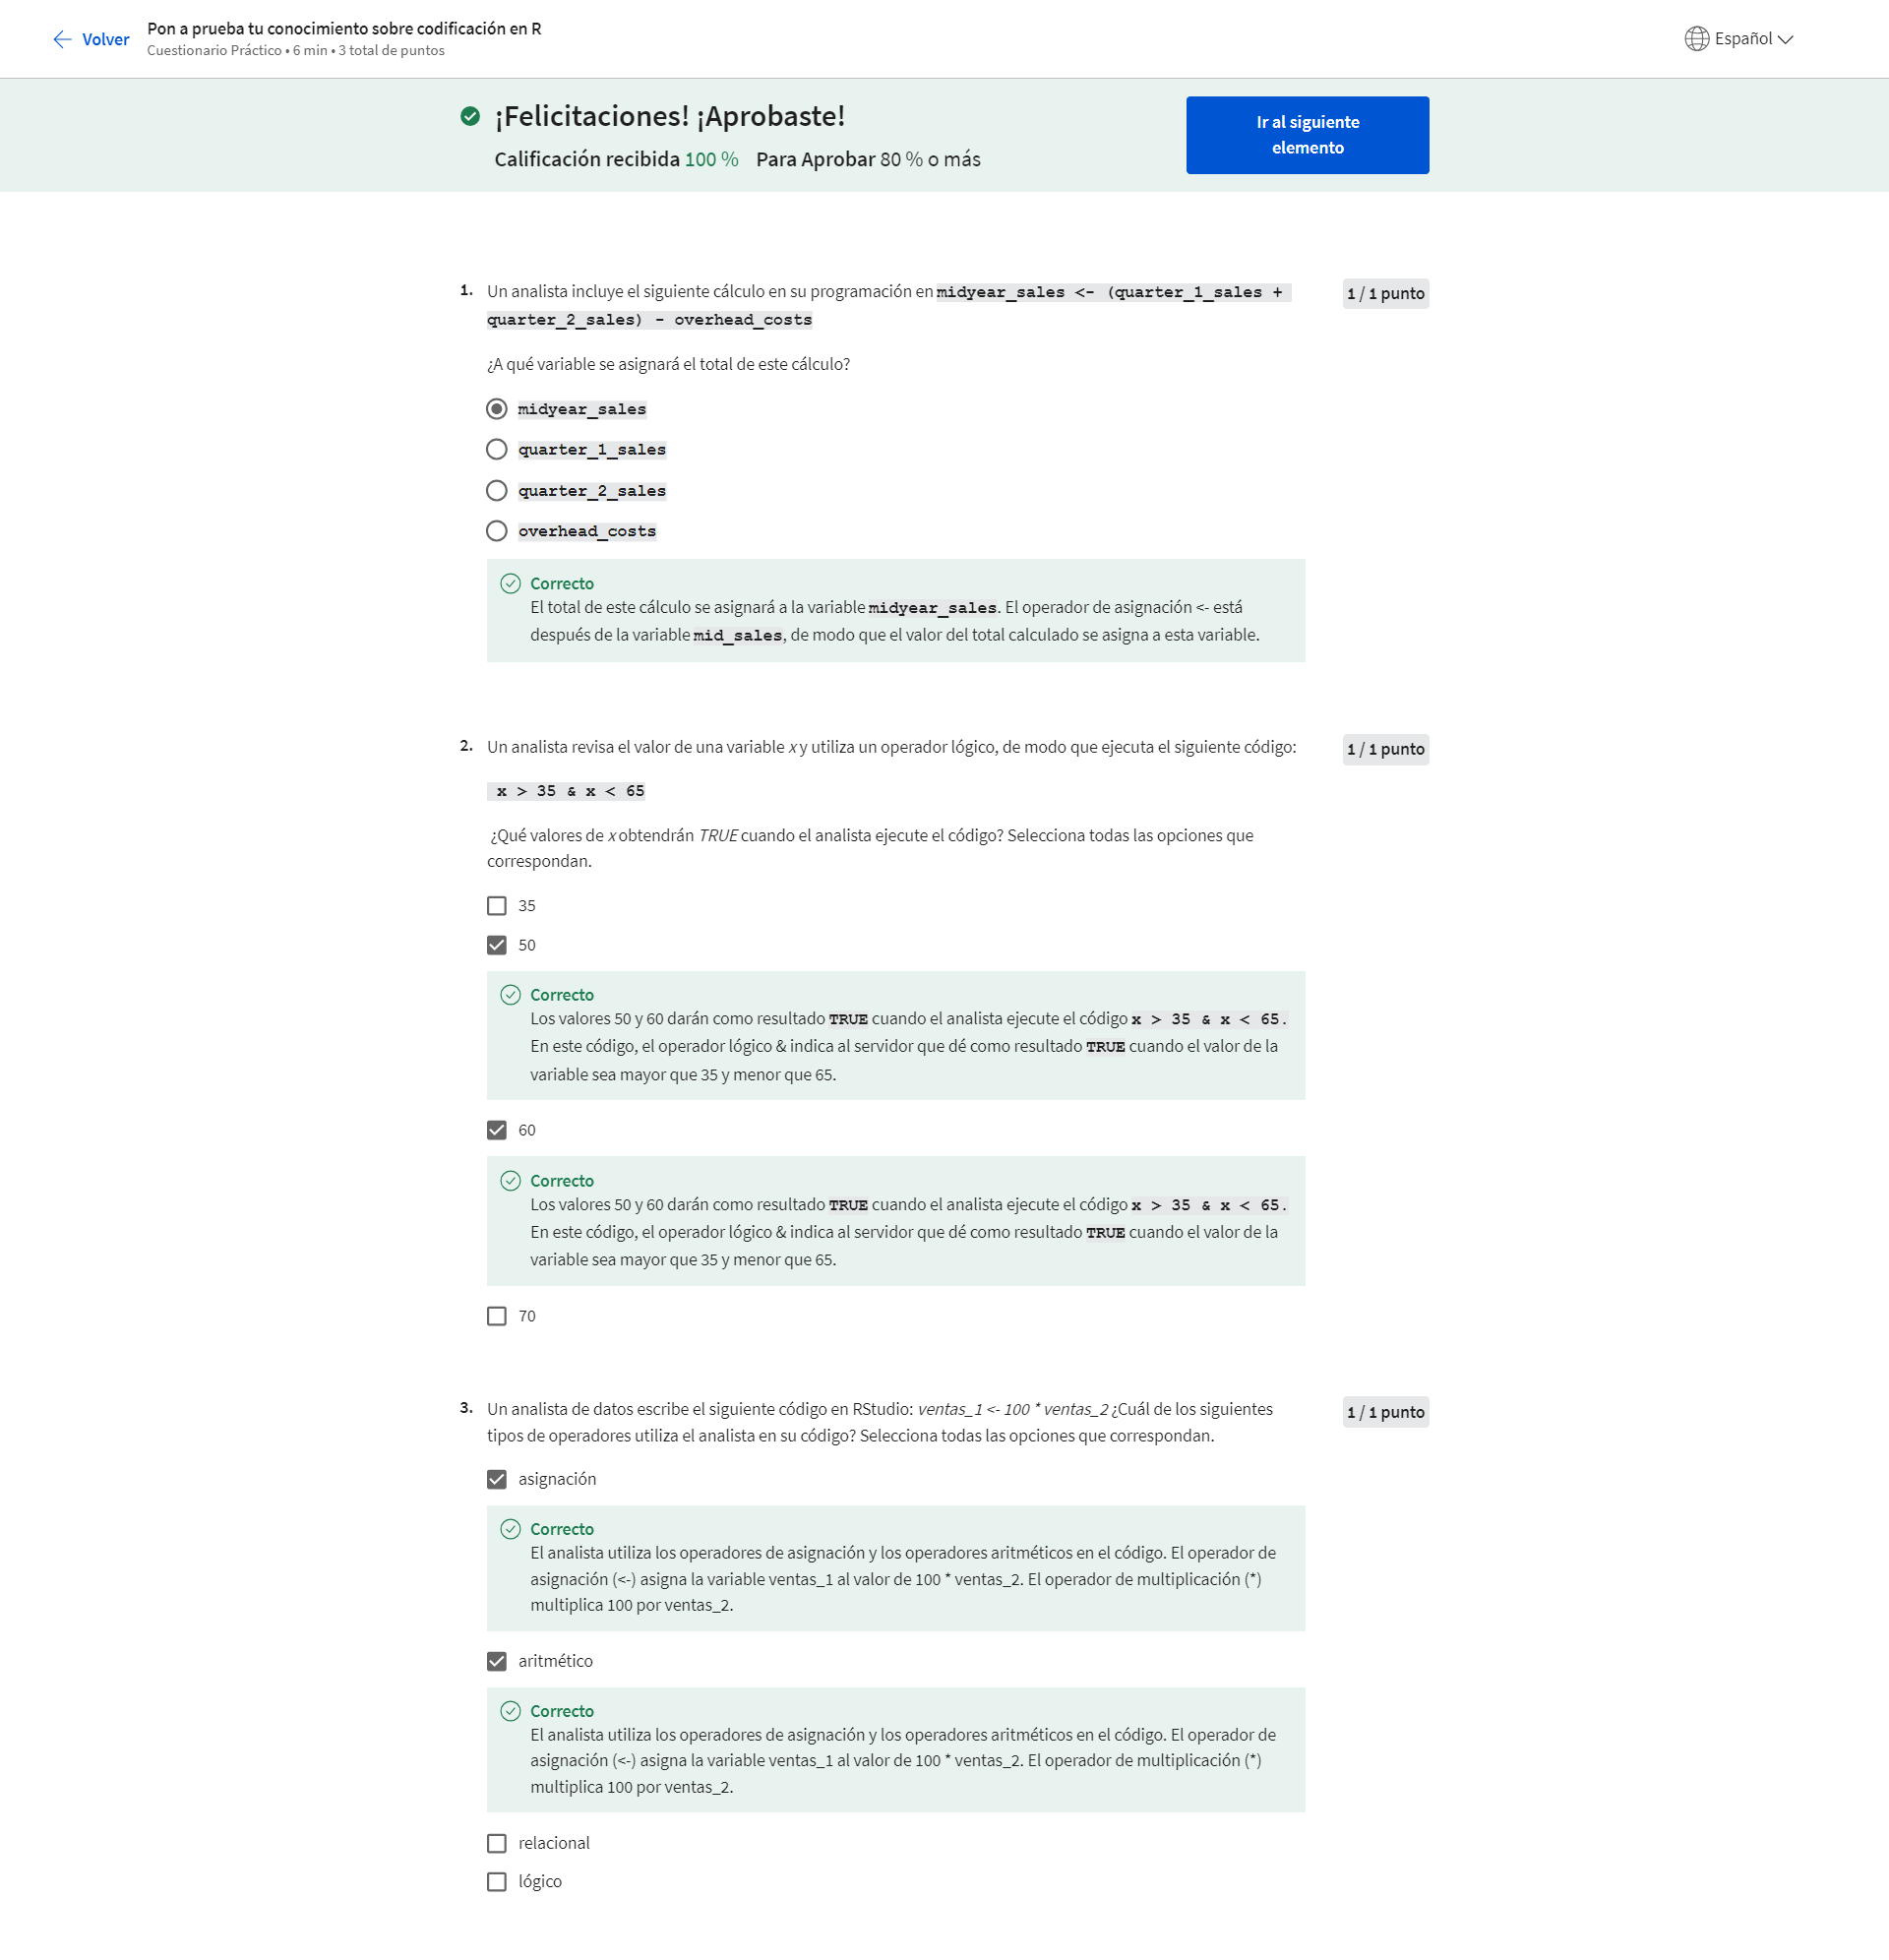 Volver
Pon a prueba tu conocimiento sobre codificación en R
Cuestionario Práctico • 6 min • 3 total de puntos
Español
¡Felicitaciones! ¡Aprobaste!
Calificación recibida 100 % Para Aprobar 80 % o más
Ir al siguiente
elemento
1. Un analista incluye el siguiente cálculo en su programación en midyear_sales <- (quarter_1_sales +
quarter_2_sales) - overhead_costs
1 / 1 punto
¿A qué variable se asignará el total de este cálculo?
midyear_sales
quarter_1_sales
quarter_2_sales
overhead_costs
Correcto
El total de este cálculo se asignará a la variable midyear_sales. El operador de asignación <- está
después de la variable mid_sales, de modo que el valor del total calculado se asigna a esta variable.
2. Un analista revisa el valor de una variable x y utiliza un operador lógico, de modo que ejecuta el siguiente código:
1 / 1 punto
x > 35 & x < 65
¿Qué valores de x obtendrán TRUE cuando el analista ejecute el código? Selecciona todas las opciones que
correspondan.
35
50
Correcto
Los valores 50 y 60 darán como resultado TRUE cuando el analista ejecute el código x > 35 & x < 65.
En este código, el operador lógico & indica al servidor que dé como resultado TRUE cuando el valor de la
variable sea mayor que 35 y menor que 65.
60
Correcto
Los valores 50 y 60 darán como resultado TRUE cuando el analista ejecute el código x > 35 & x < 65.
En este código, el operador lógico & indica al servidor que dé como resultado TRUE cuando el valor de la
variable sea mayor que 35 y menor que 65.
70
3. Un analista de datos escribe el siguiente código en RStudio: ventas_1 <- 100 * ventas_2 ¿Cuál de los siguientes
tipos de operadores utiliza el analista en su código? Selecciona todas las opciones que correspondan.
1 / 1 punto
asignación
Correcto
El analista utiliza los operadores de asignación y los operadores aritméticos en el código. El operador de
asignación (<-) asigna la variable ventas_1 al valor de 100 * ventas_2. El operador de multiplicación (*)
multiplica 100 por ventas_2.
aritmético
Correcto
El analista utiliza los operadores de asignación y los operadores aritméticos en el código. El operador de
asignación (<-) asigna la variable ventas_1 al valor de 100 * ventas_2. El operador de multiplicación (*)
multiplica 100 por ventas_2.
relacional
lógico